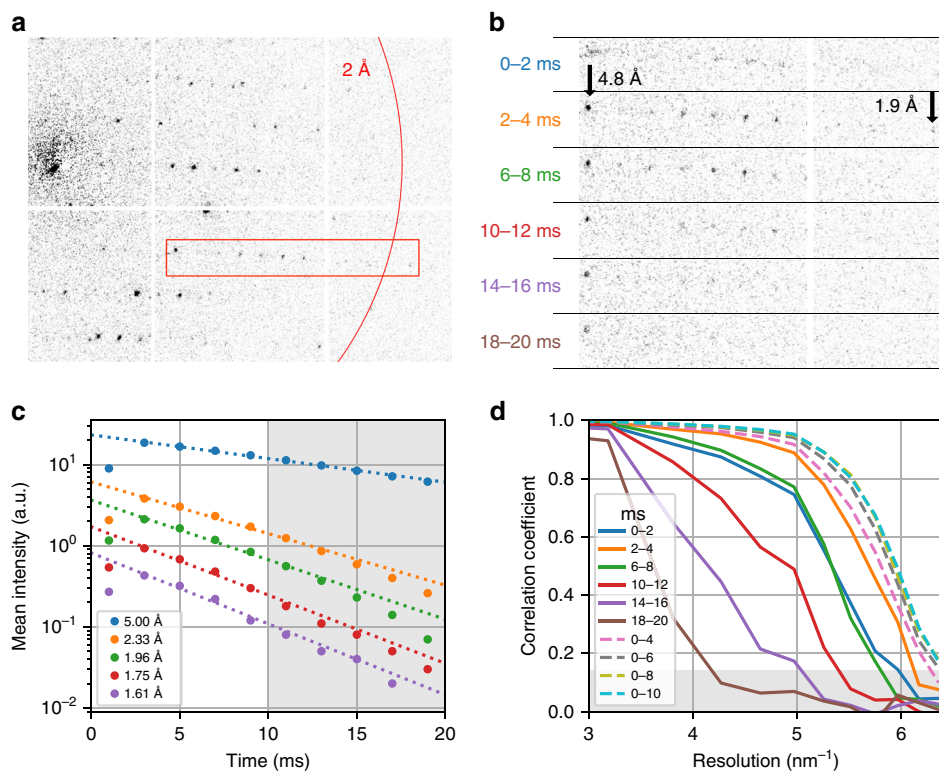 a
2 Å
b
0–2 ms
2–4 ms
6–8 ms
10–12 ms
14–16 ms
18–20 ms
4.8 Å
1.9 Å
c
Mean intensity (a.u.)
10¹
10⁰
10⁻¹
10⁻²
5.00 Å
2.33 Å
1.96 Å
1.75 Å
1.61 Å
0 5 10 15 20
Time (ms)
d
Correlation coefficient
1.0
0.8
0.6
0.4
0.2
0.0
ms
0–2
2–4
6–8
10–12
14–16
18–20
0–4
0–6
0–8
0–10
3 4 5 6
Resolution (nm⁻¹)